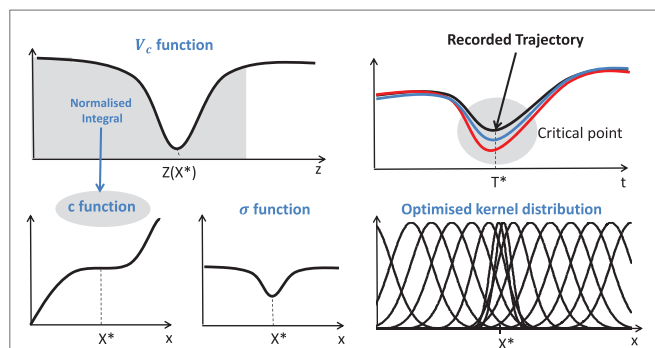 V_c function
Normalised
Integral
Z(X*)
z
Recorded Trajectory
Critical point
T*
t
c function
X*
x
σ function
X*
x
Optimised kernel distribution
X*
x